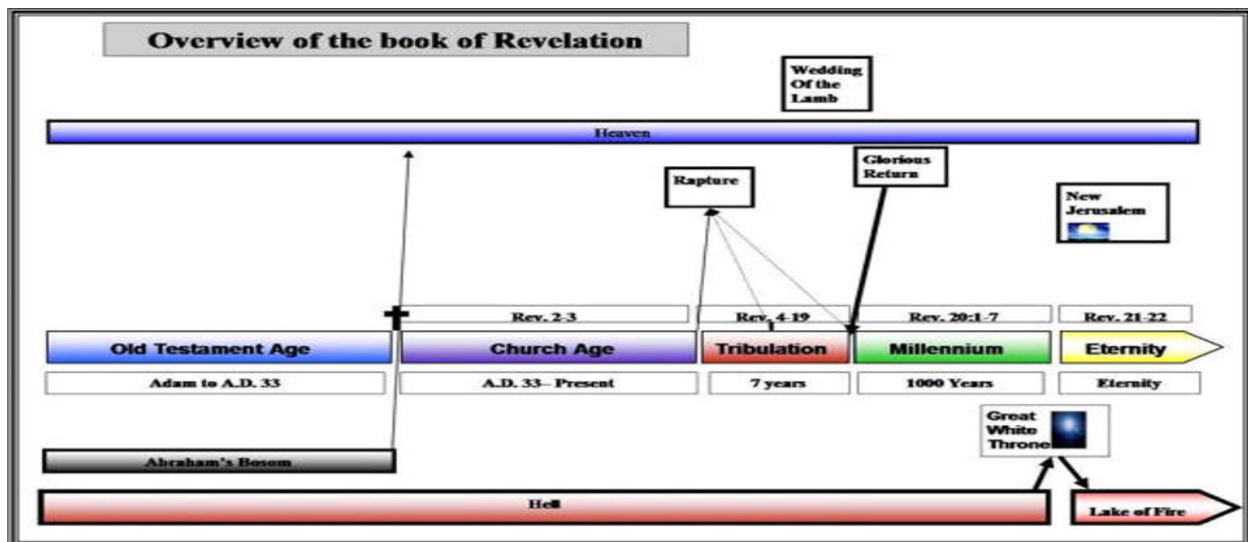 Overview of the book of Revelation
Wedding
Of the
Lamb
Heaven
Glorious
Return
Rapture
New
Jerusalem
Rev. 2-3
Rev. 4-19
Rev. 20:1-7
Rev. 21-22
Old Testament Age
Church Age
Tribulation
Millennium
Eternity
Adam to A.D. 33
A.D. 33– Present
7 years
1000 Years
Eternity
Great
White
Throne
Abraham's Bosom
Hell
Lake of Fire